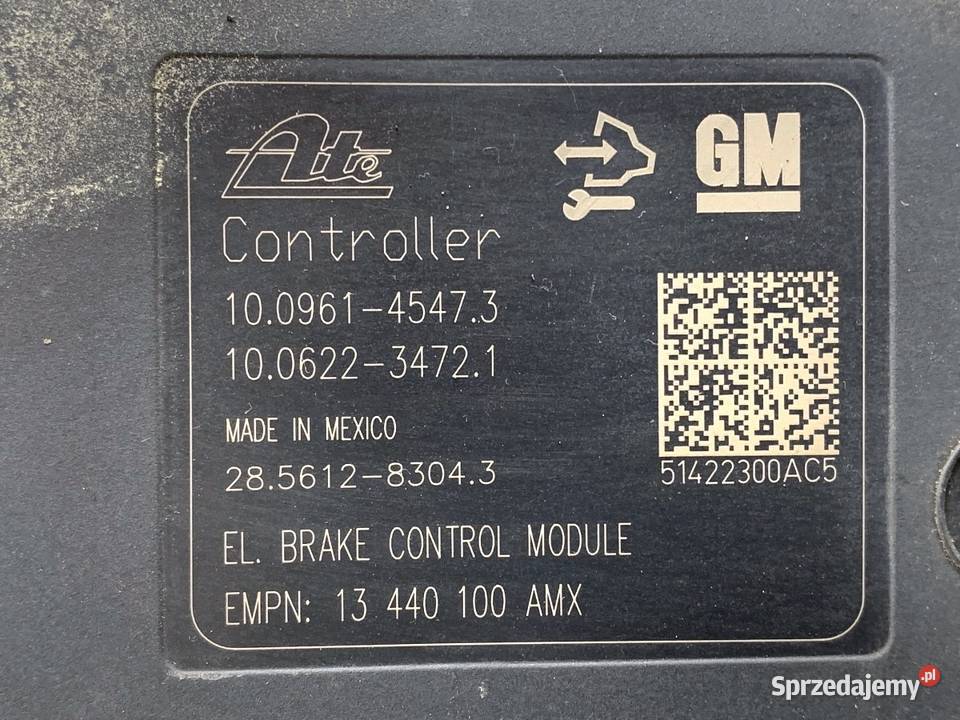 Ate
GM
Controller
10.0961-4547.3
10.0622-3472.1
MADE IN MEXICO
28.5612-8304.3
51422300AC5
EL. BRAKE CONTROL MODULE
EMPN: 13 440 100 AMX
Sprzedajemy.pl